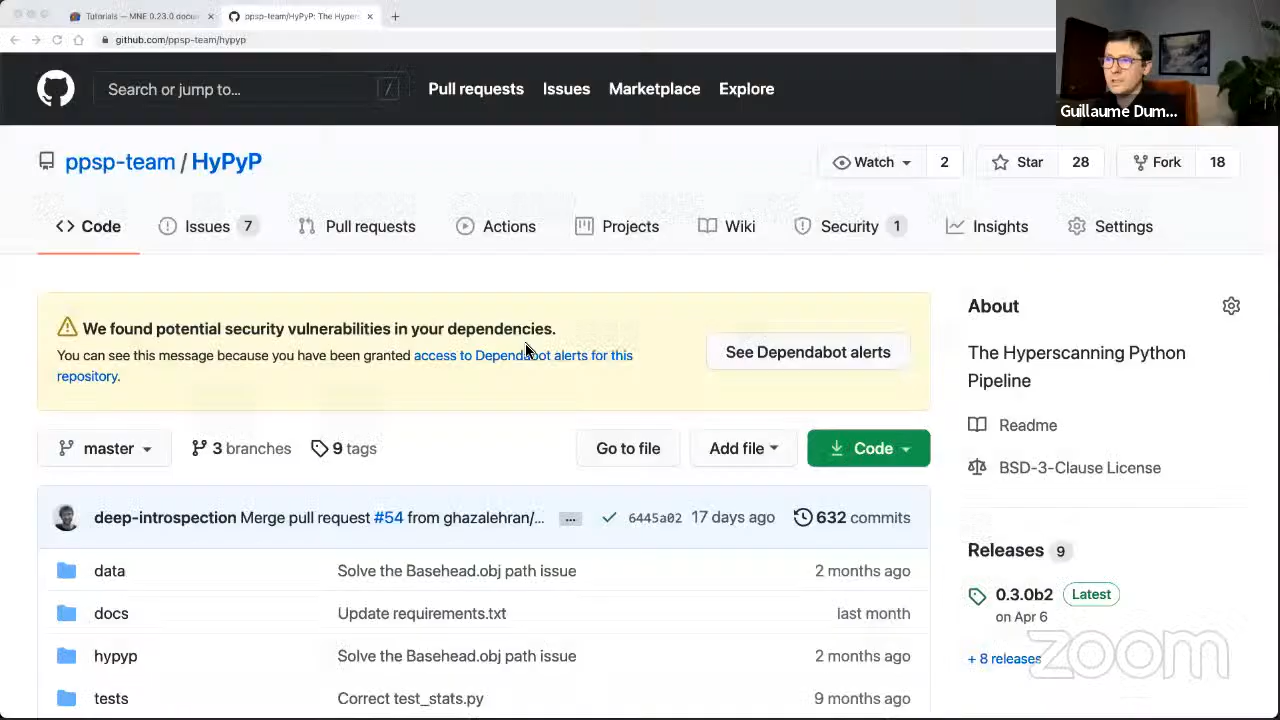 Tutorials — MNE 0.23.0 docum
ppsp-team/HyPyP: The Hypers
github.com/ppsp-team/hypyp
Search or jump to... /
Pull requests Issues Marketplace Explore
Guillaume Dum...
ppsp-team / HyPyP
Watch 2 Star 28 Fork 18
Code Issues 7 Pull requests Actions Projects Wiki Security 1 Insights Settings
We found potential security vulnerabilities in your dependencies.
You can see this message because you have been granted access to Dependabot alerts for this
repository.
See Dependabot alerts
master 3 branches 9 tags Go to file Add file Code
deep-introspection Merge pull request #54 from ghazalehran/... ... 6445a02 17 days ago 632 commits
data Solve the Basehead.obj path issue 2 months ago
docs Update requirements.txt last month
hypyp Solve the Basehead.obj path issue 2 months ago
tests Correct test_stats.py 9 months ago
About
The Hyperscanning Python
Pipeline
Readme
BSD-3-Clause License
Releases 9
0.3.0b2 Latest
on Apr 6
+ 8 releases
zoom